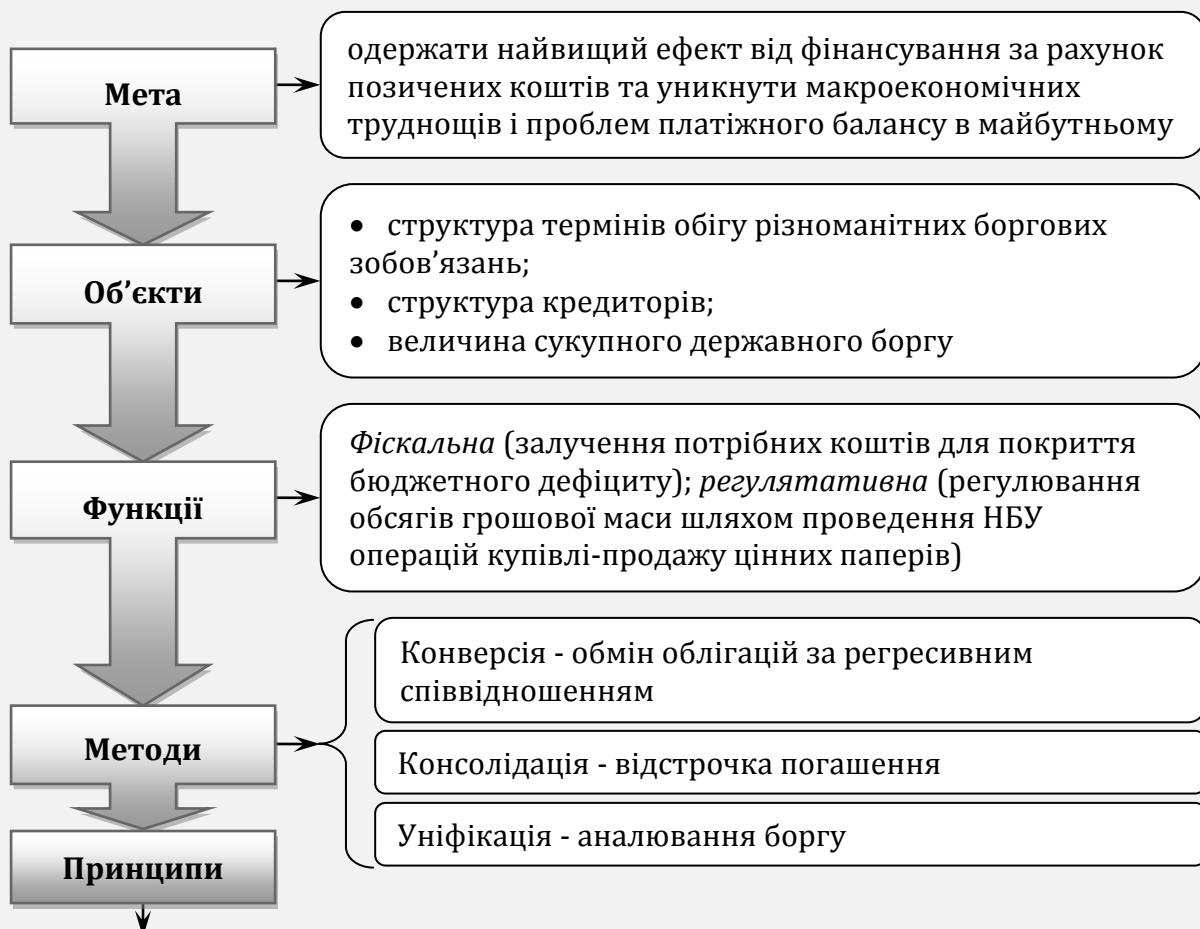 Мета
одержати найвищий ефект від фінансування за рахунок
позичених коштів та уникнути макроекономічних
труднощів і проблем платіжного балансу в майбутньому
Об’єкти
• структура термінів обігу різноманітних боргових
зобов’язань;
• структура кредиторів;
• величина сукупного державного боргу
Функції
Фіскальна (залучення потрібних коштів для покриття
бюджетного дефіциту); регулятативна (регулювання
обсягів грошової маси шляхом проведення НБУ
операцій купівлі-продажу цінних паперів)
Методи
Конверсія - обмін облігацій за регресивним
співвідношенням
Консолідація - відстрочка погашення
Уніфікація - аналювання боргу
Принципи